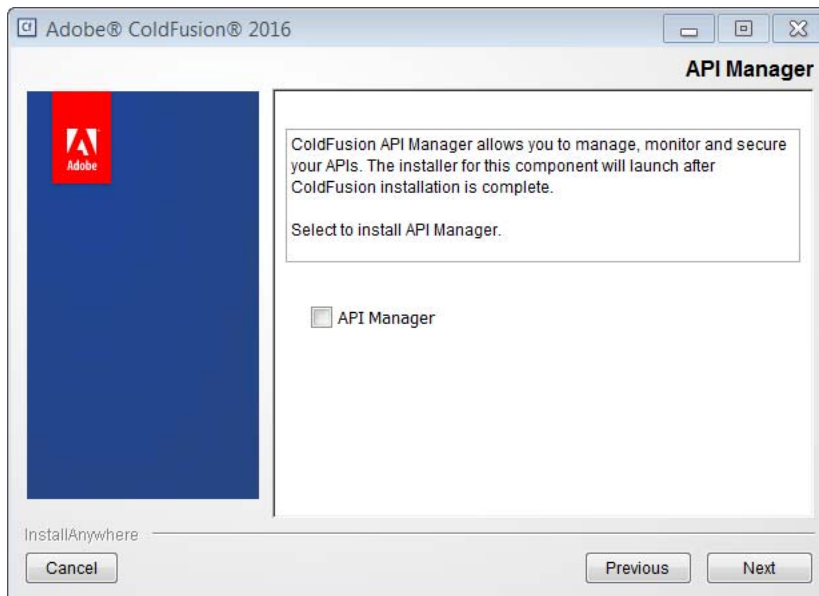 Cf Adobe® ColdFusion® 2016
API Manager
Adobe
ColdFusion API Manager allows you to manage, monitor and secure
your APIs. The installer for this component will launch after
ColdFusion installation is complete.
Select to install API Manager.
API Manager
InstallAnywhere
Cancel
Previous
Next